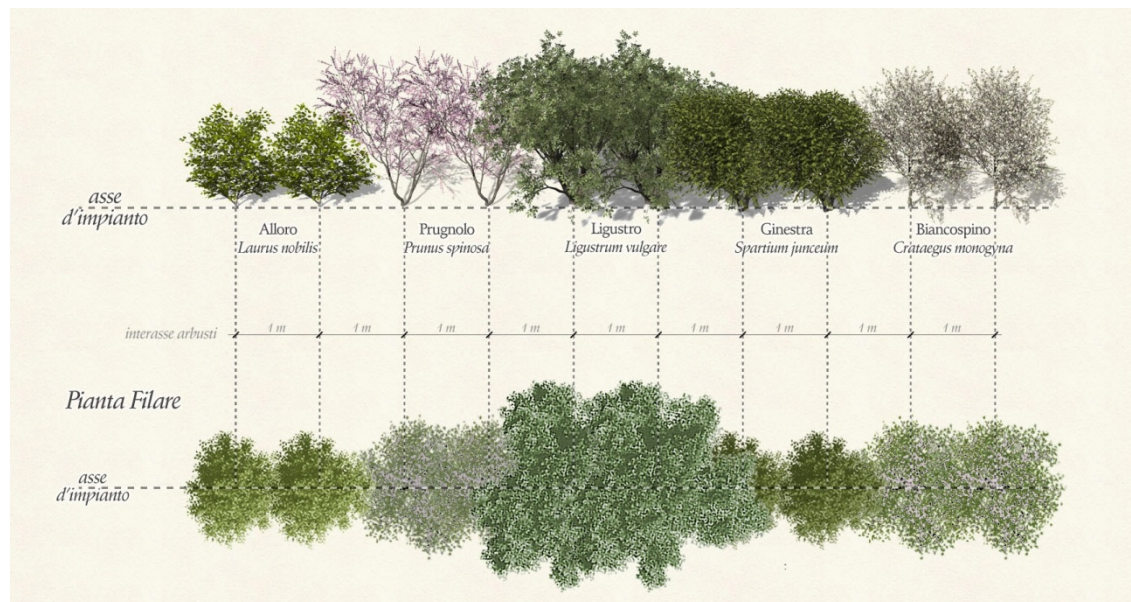 asse
d'impianto
Alloro
Laurus nobilis
Prugnolo
Prunus spinosa
Ligustro
Ligustrum vulgare
Ginestra
Spartium junceum
Biancospino
Crataegus monogyna
interasse arbusti
1 m 1 m 1 m 1 m 1 m 1 m 1 m 1 m 1 m
Pianta Filare
asse
d'impianto